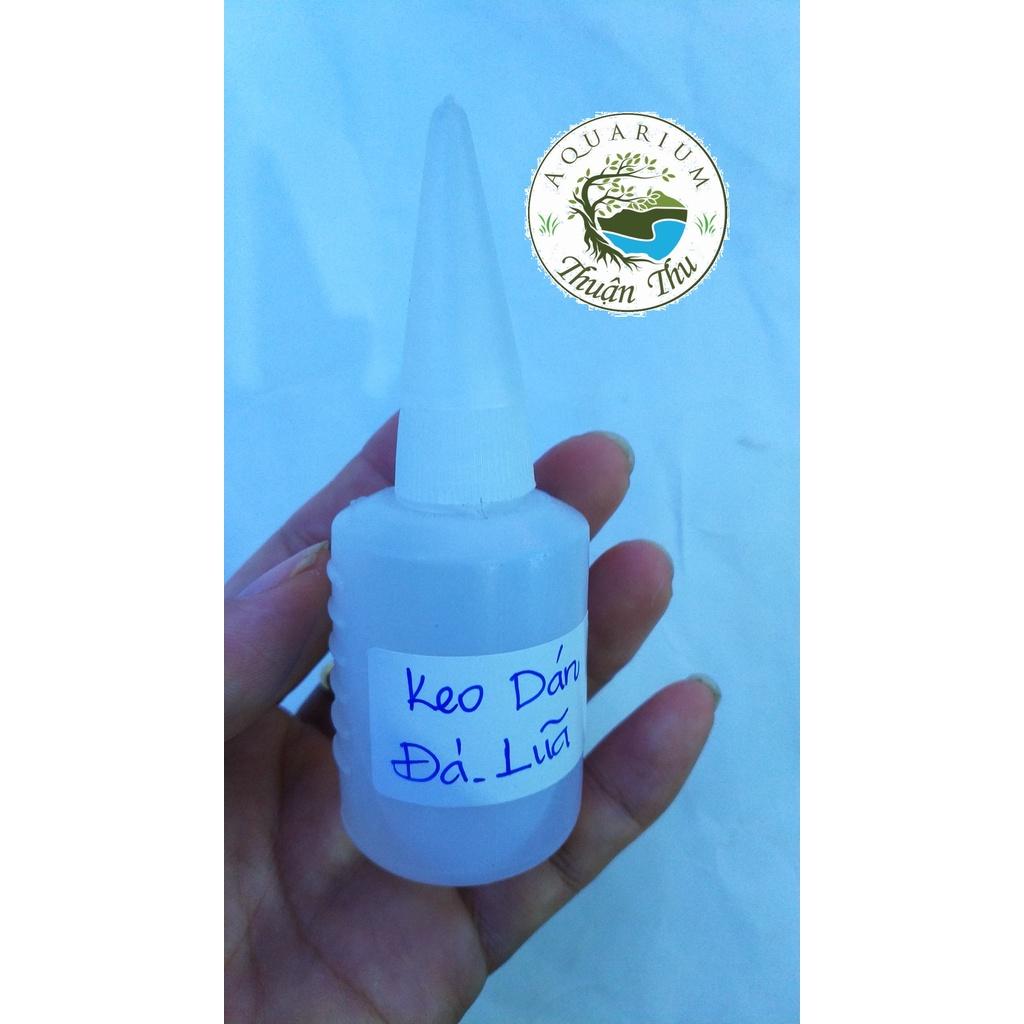 AQUARIUM
Thuận Thu
Keo Dán
Đá_Lũa